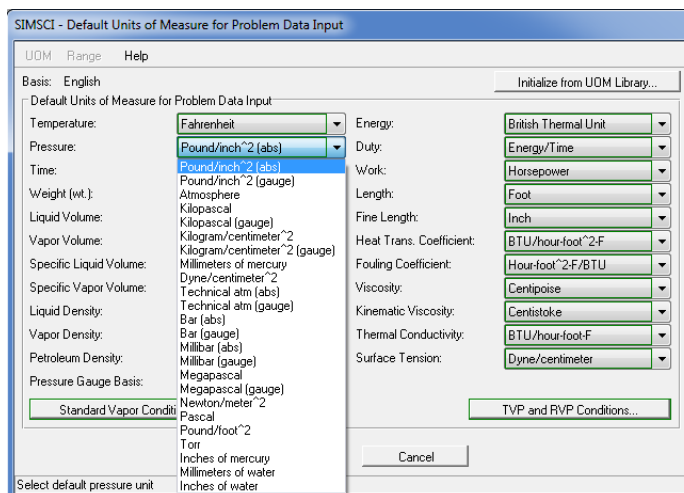 SIMSCI - Default Units of Measure for Problem Data Input
UOM Range Help
Basis: English
Initialize from UOM Library...
Default Units of Measure for Problem Data Input
Temperature: Fahrenheit
Pressure: Pound/inch^2 (abs)
Time:
Weight (wt.):
Liquid Volume:
Vapor Volume:
Specific Liquid Volume:
Specific Vapor Volume:
Liquid Density:
Vapor Density:
Petroleum Density:
Pressure Gauge Basis:
Pound/inch^2 (abs)
Pound/inch^2 (gauge)
Atmosphere
Kilopascal
Kilopascal (gauge)
Kilogram/centimeter^2
Kilogram/centimeter^2 (gauge)
Millimeters of mercury
Dyne/centimeter^2
Technical atm (abs)
Technical atm (gauge)
Bar (abs)
Bar (gauge)
Millibar (abs)
Millibar (gauge)
Megapascal
Megapascal (gauge)
Newton/meter^2
Pascal
Pound/foot^2
Torr
Inches of mercury
Millimeters of water
Inches of water
Energy: British Thermal Unit
Duty: Energy/Time
Work: Horsepower
Length: Foot
Fine Length: Inch
Heat Trans. Coefficient: BTU/hour-foot^2-F
Fouling Coefficient: Hour-foot^2-F/BTU
Viscosity: Centipoise
Kinematic Viscosity: Centistoke
Thermal Conductivity: BTU/hour-foot-F
Surface Tension: Dyne/centimeter
Standard Vapor Conditi
TVP and RVP Conditions...
Cancel
Select default pressure unit